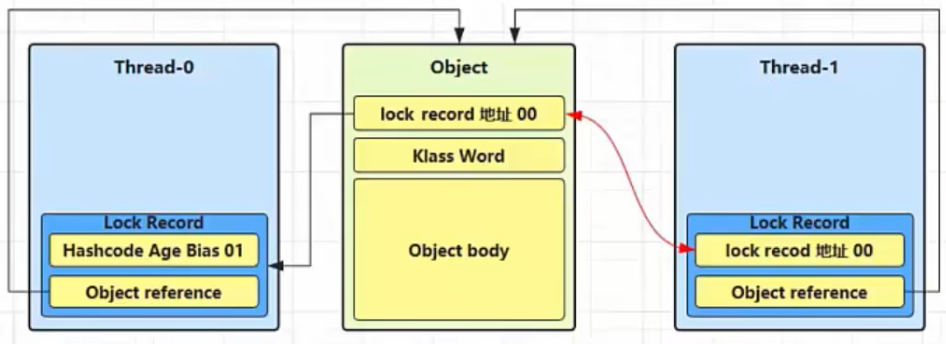 Thread-0
Lock Record
Hashcode Age Bias 01
Object reference
Object
lock record 地址 00
Klass Word
Object body
Thread-1
Lock Record
lock recod 地址 00
Object reference